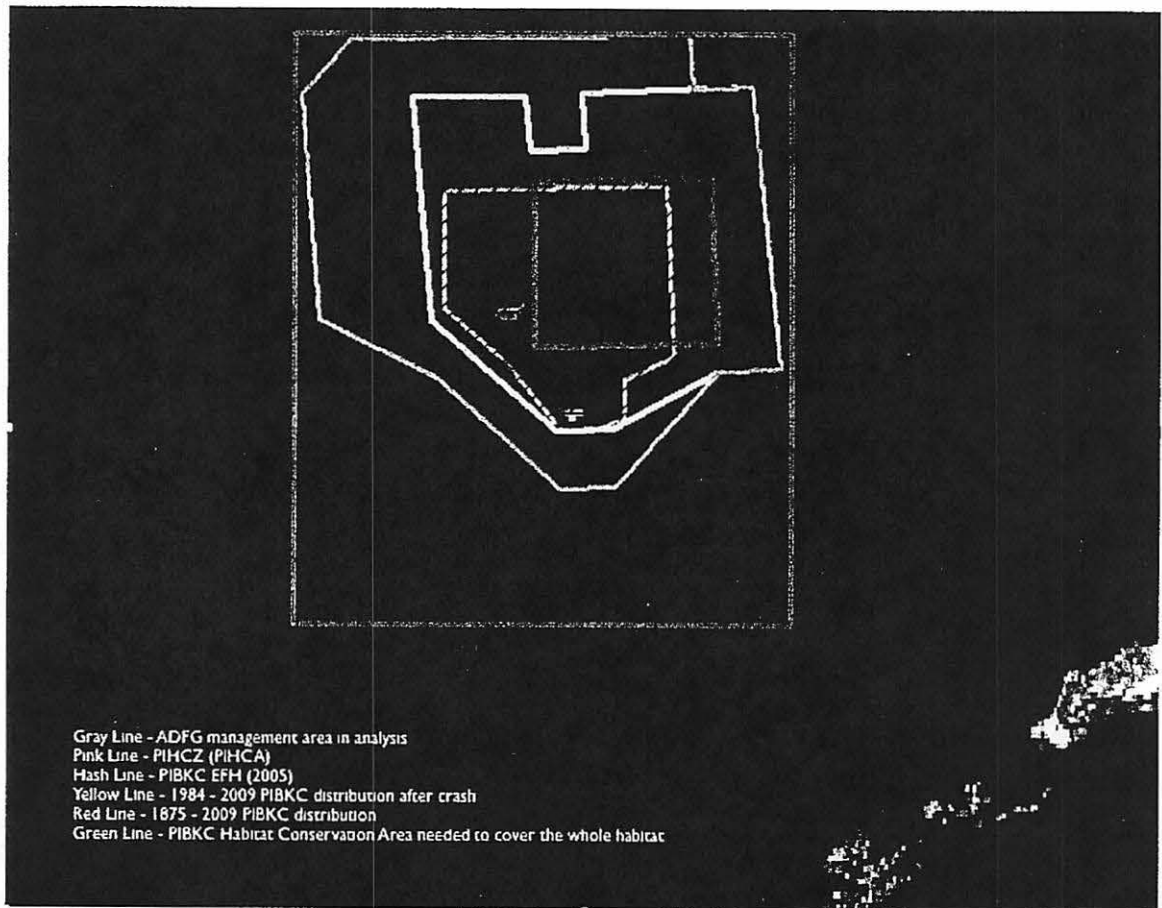 Gray Line - ADFG management area in analysis
Pink Line - PIHCZ (PIHCA)
Hash Line - PIBKC EFH (2005)
Yellow Line - 1984 - 2009 PIBKC distribution after crash
Red Line - 1875 - 2009 PIBKC distribution
Green Line - PIBKC Habitat Conservation Area needed to cover the whole habitat